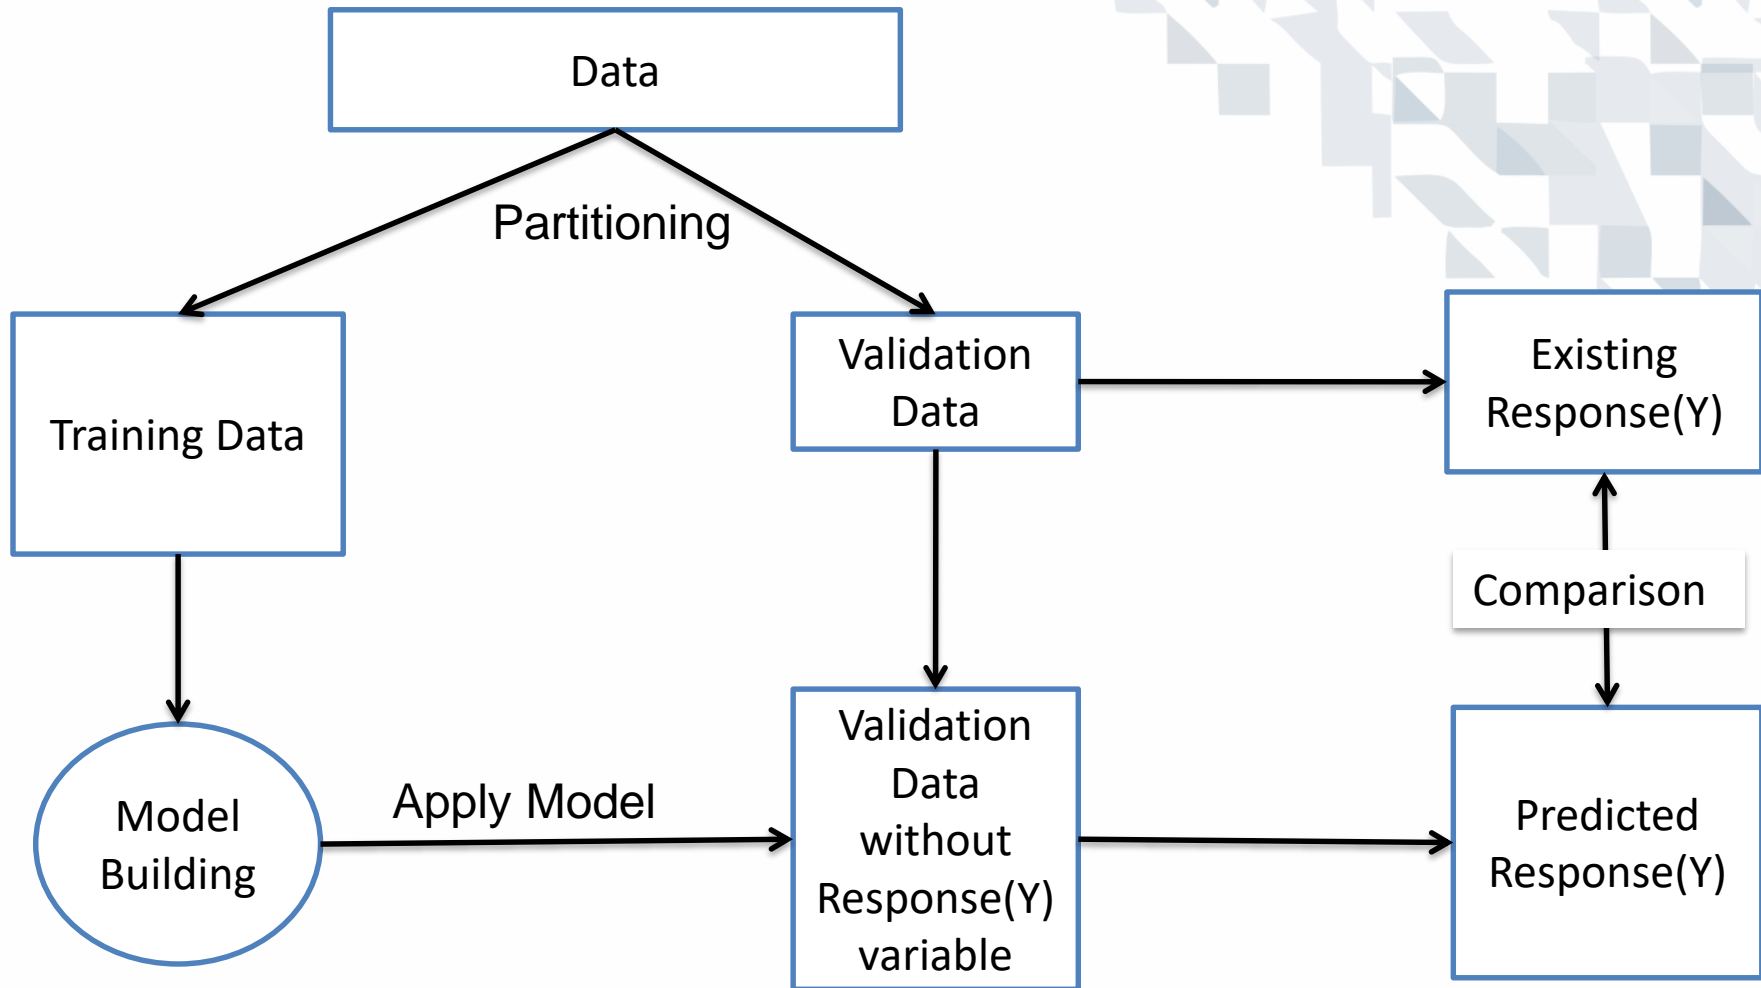 Data
Partitioning
Training Data
Validation
Data
Existing
Response(Y)
Comparison
Model
Building
Apply Model
Validation
Data
without
Response(Y)
variable
Predicted
Response(Y)